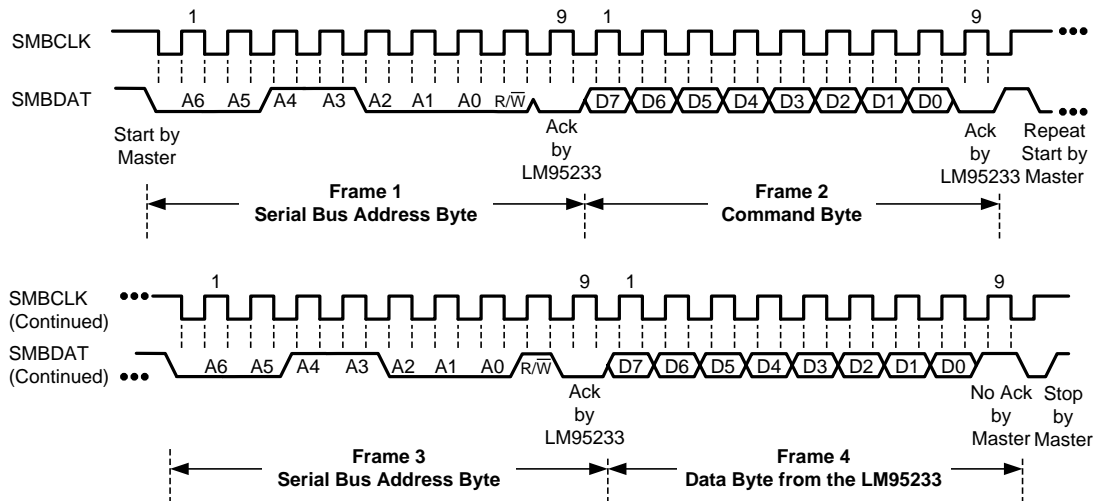 1 9 1 9
SMBCLK
SMBDAT
A6 A5 A4 A3 A2 A1 A0 R/W̅ D7 D6 D5 D4 D3 D2 D1 D0
Start by
Master
Ack
by
LM95233
Ack
by
LM95233
Repeat
Start by
Master
Frame 1
Serial Bus Address Byte
Frame 2
Command Byte
1 9 1 9
SMBCLK
(Continued)
SMBDAT
(Continued)
A6 A5 A4 A3 A2 A1 A0 R/W̅ D7 D6 D5 D4 D3 D2 D1 D0
Ack
by
LM95233
No Ack
by
Master
Stop
by
Master
Frame 3
Serial Bus Address Byte
Frame 4
Data Byte from the LM95233